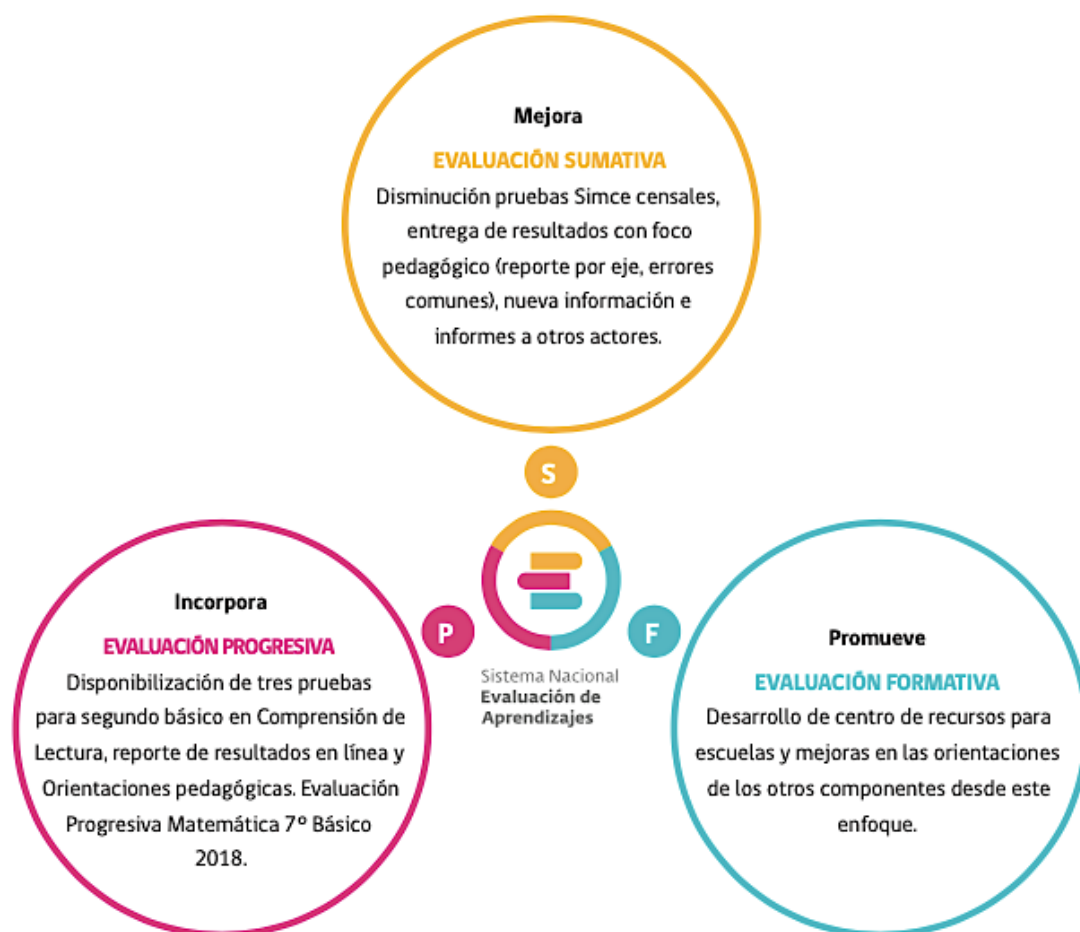 Mejora
EVALUACIÓN SUMATIVA
Disminución pruebas Simce censales,
entrega de resultados con foco
pedagógico (reporte por eje, errores
comunes), nueva información e
informes a otros actores.
S
P
F
Sistema Nacional
Evaluación de
Aprendizajes
Incorpora
EVALUACIÓN PROGRESIVA
Disponibilización de tres pruebas
para segundo básico en Comprensión de
Lectura, reporte de resultados en línea y
Orientaciones pedagógicas. Evaluación
Progresiva Matemática 7º Básico
2018.
Promueve
EVALUACIÓN FORMATIVA
Desarrollo de centro de recursos para
escuelas y mejoras en las orientaciones
de los otros componentes desde este
enfoque.